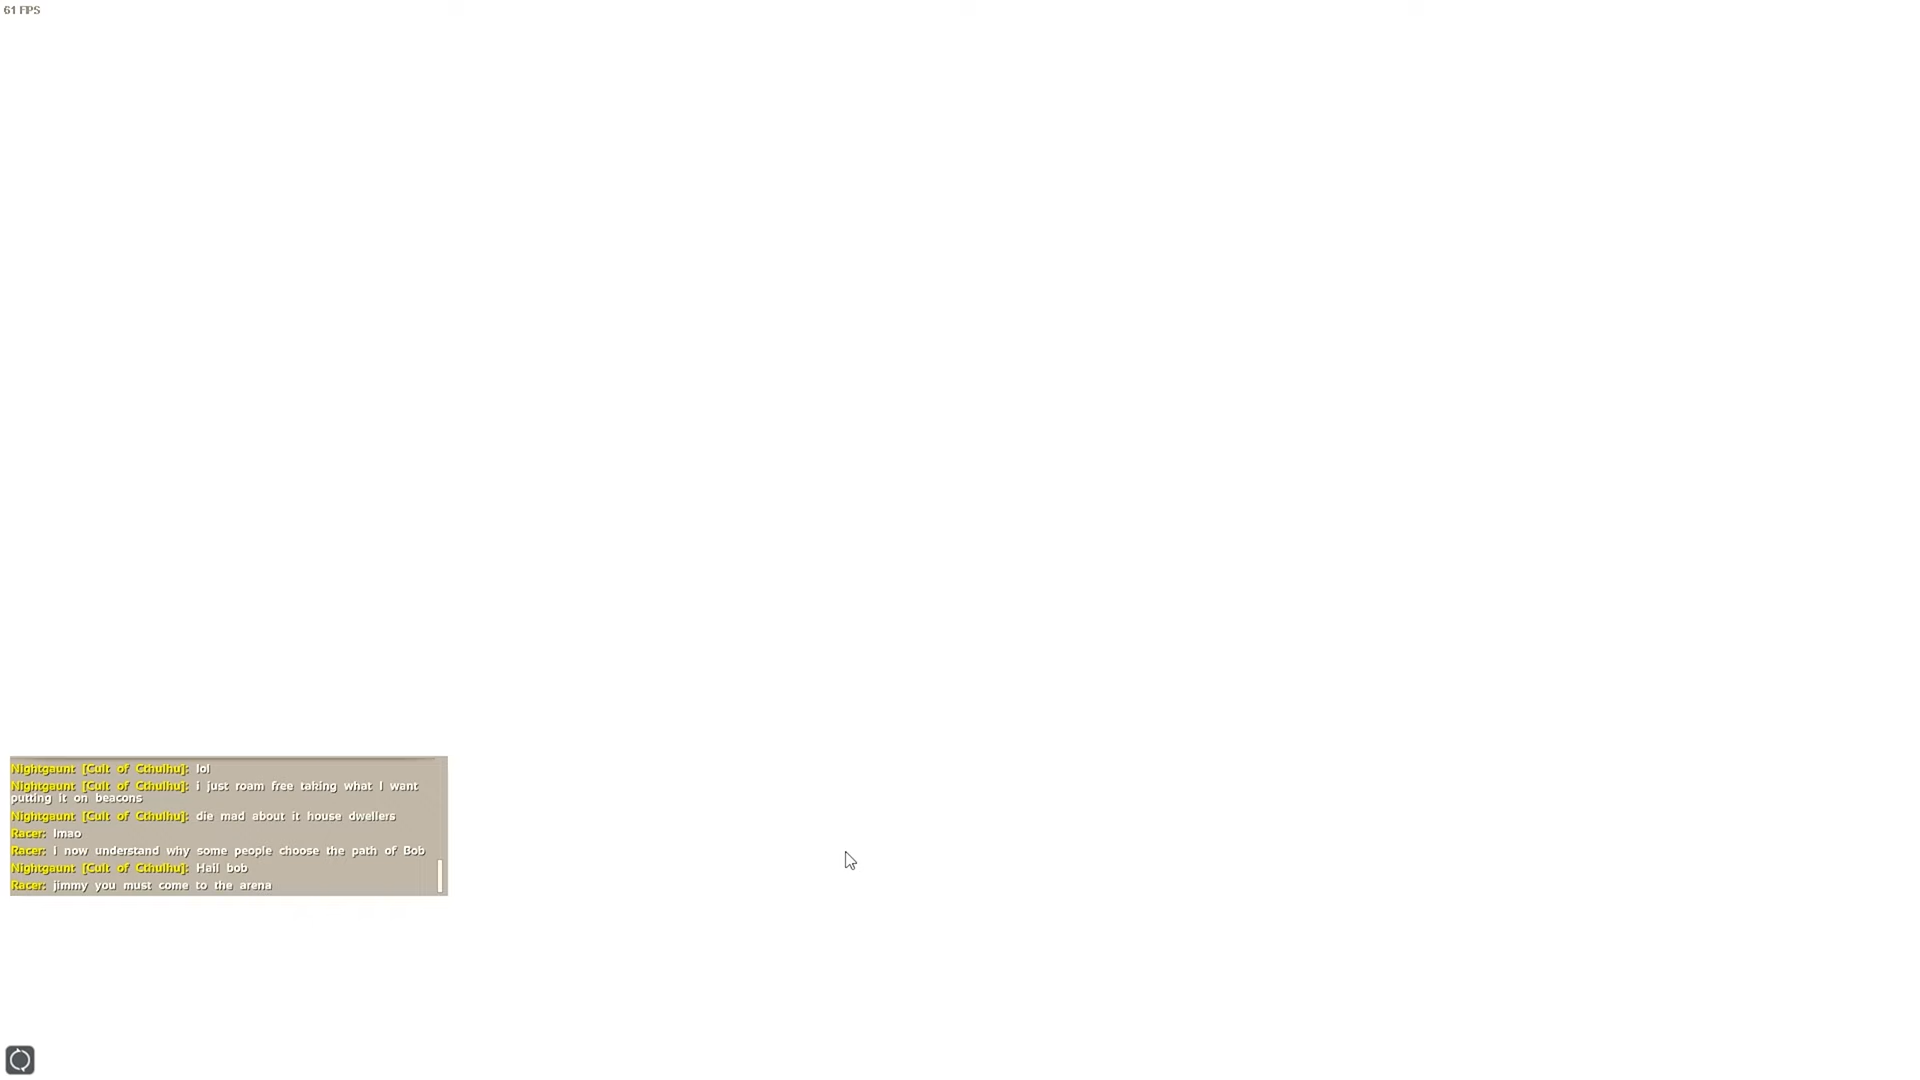 61 FPS
Nightgaunt [Cult of Cthulhu]: lol
Nightgaunt [Cult of Cthulhu]: i just roam free taking what I want
putting it on beacons
Nightgaunt [Cult of Cthulhu]: die mad about it house dwellers
Racer: lmao
Racer: I now understand why some people choose the path of Bob
Nightgaunt [Cult of Cthulhu]: Hail bob
Racer: jimmy you must come to the arena